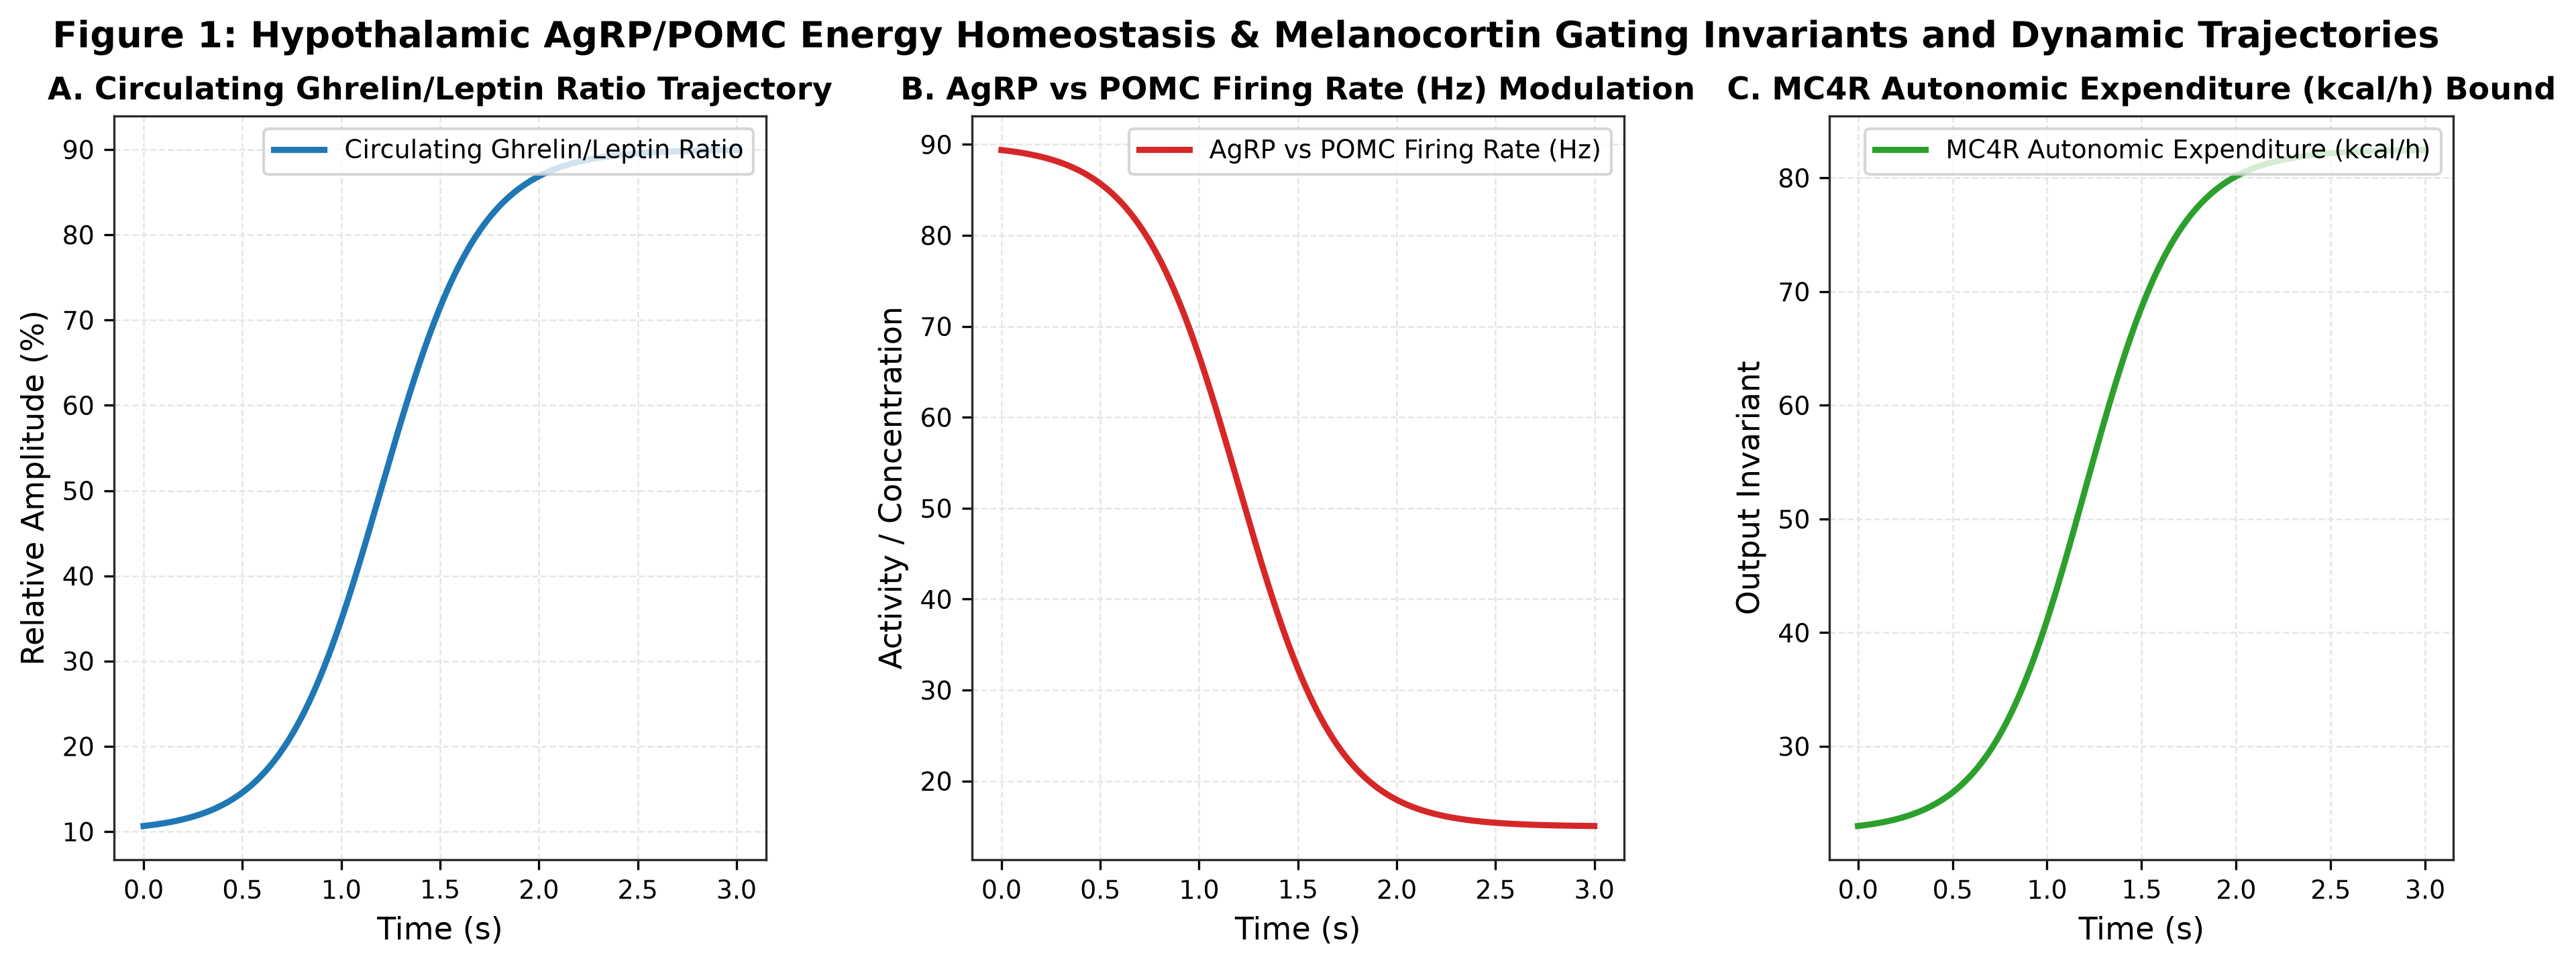 Figure 1: Hypothalamic AgRP/POMC Energy Homeostasis & Melanocortin Gating Invariants and Dynamic Trajectories
A. Circulating Ghrelin/Leptin Ratio Trajectory
Circulating Ghrelin/Leptin Ratio
Relative Amplitude (%)
90
80
70
60
50
40
30
20
10
0.0 0.5 1.0 1.5 2.0 2.5 3.0
Time (s)
B. AgRP vs POMC Firing Rate (Hz) Modulation
AgRP vs POMC Firing Rate (Hz)
Activity / Concentration
90
80
70
60
50
40
30
20
0.0 0.5 1.0 1.5 2.0 2.5 3.0
Time (s)
C. MC4R Autonomic Expenditure (kcal/h) Bound
MC4R Autonomic Expenditure (kcal/h)
Output Invariant
80
70
60
50
40
30
0.0 0.5 1.0 1.5 2.0 2.5 3.0
Time (s)